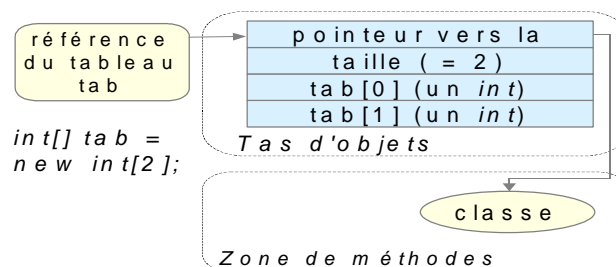 référence
du tableau
tab
int[] tab =
new int[2];
pointeur vers la
taille ( = 2)
tab[0] (un int)
tab[1] (un int)
Tas d'objets
classe
Zone de méthodes